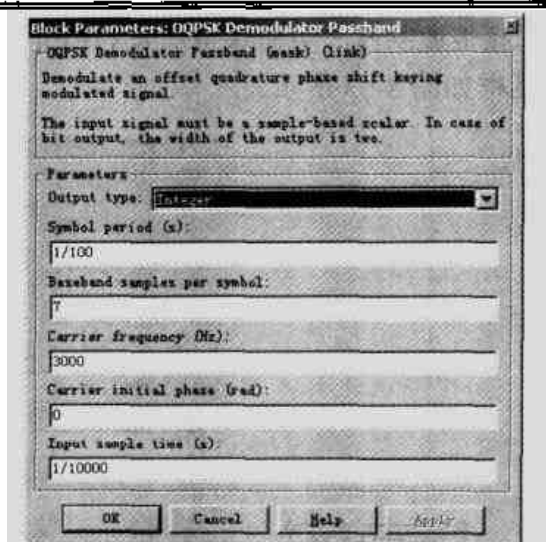 Block Parameters: OQPSK Demodulator Passband
OQPSK Demodulator Passband (mask) (link)
Demodulate an offset quadrature phase shift keying
modulated signal.
The input signal must be a sample-based scalar. In case of
bit output, the width of the output is two.
Parameters
Output type: Integer
Symbol period (s):
1/100
Baseband samples per symbol:
7
Carrier frequency (Hz):
3000
Carrier initial phase (rad):
0
Input sample time (s):
1/10000
OK Cancel Help Apply